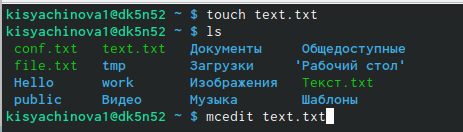 kisyachinova1@dk5n52 ~ $ touch text.txt
kisyachinova1@dk5n52 ~ $ ls
conf.txt text.txt Документы Общедоступные
file.txt tmp Загрузки 'Рабочий стол'
Hello work Изображения Текст.txt
public Видео Музыка Шаблоны
kisyachinova1@dk5n52 ~ $ mcedit text.txt